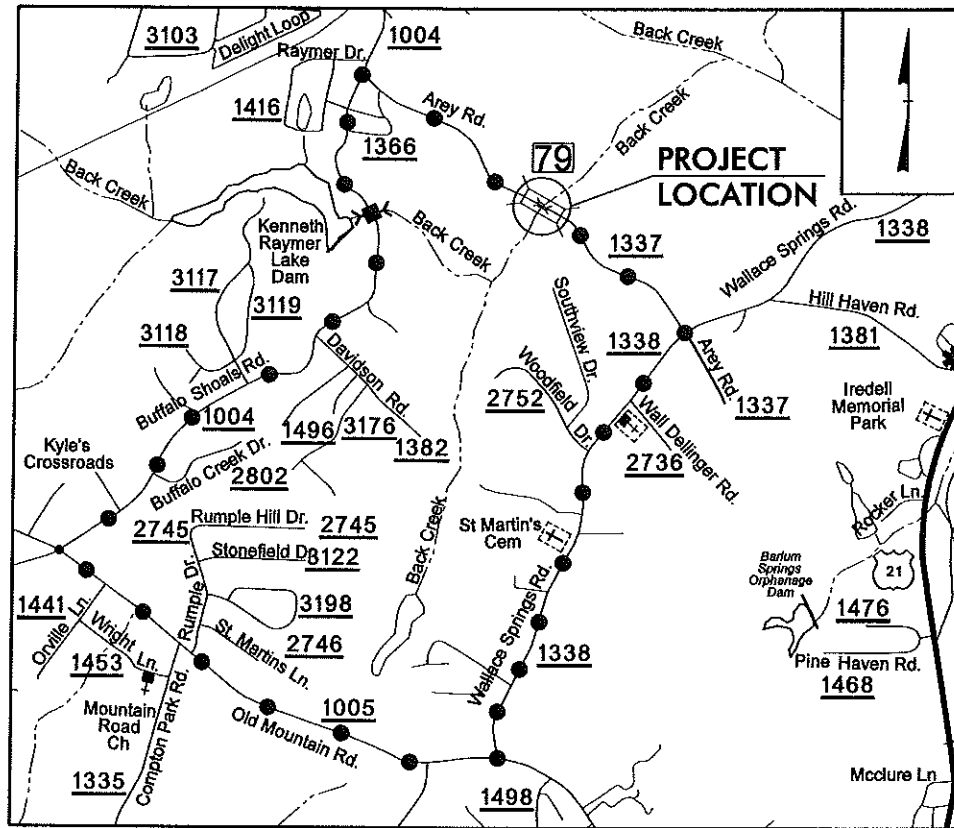 3103
Delight Loop
1004
Raymer Dr.
Back Creek
1416
Arey Rd.
1366
Back Creek
79
PROJECT
LOCATION
Back Creek
Kenneth
Raymer
Lake
Dam
Back Creek
1337
Wallace Springs Rd.
1338
3117
3119
Southview Dr.
Hill Haven Rd.
1381
3118
1338
Arey Rd.
1337
Buffalo Shoals Rd.
Davidson Rd.
2752
Woodfield
Dr.
Wall Dellinger Rd.
2736
Iredell
Memorial
Park
1004
1496
3176
1382
Kyle's
Crossroads
Buffalo Creek Dr.
2802
Back Creek
Rocker Ln.
2745
Rumple Hill Dr.
2745
Stonefield D
3122
St Martin's
Cem
21
Barium
Springs
Orphanage
Dam
1441
Orville Ln.
Rumple Dr.
3198
1476
Wright Ln.
1453
2746
St. Martins Ln.
Wallace Springs Rd.
1338
Pine Haven Rd.
1468
Mountain
Road
Ch
Compton Park Rd.
1005
Old Mountain Rd.
1335
1498
Mcclure Ln